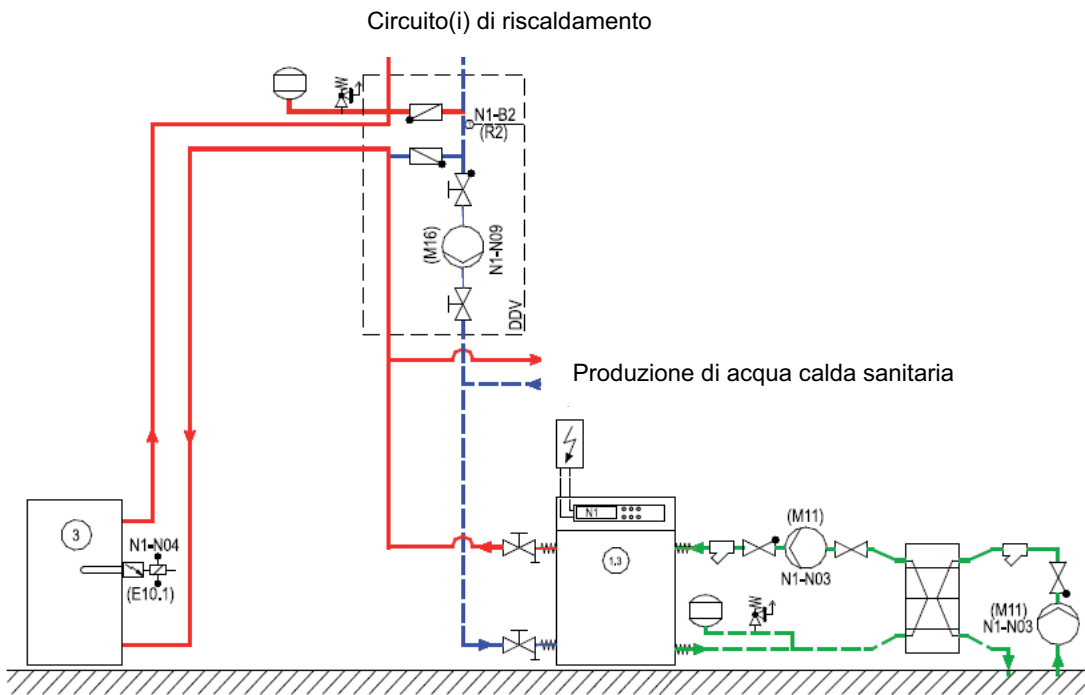 Circuito(i) di riscaldamento
N1-B2
(R2)
(M16)
N1-N09
DDV
Produzione di acqua calda sanitaria
N1
3
N1-N04
(E10.1)
1.3
(M11)
N1-N03
(M11)
N1-N03